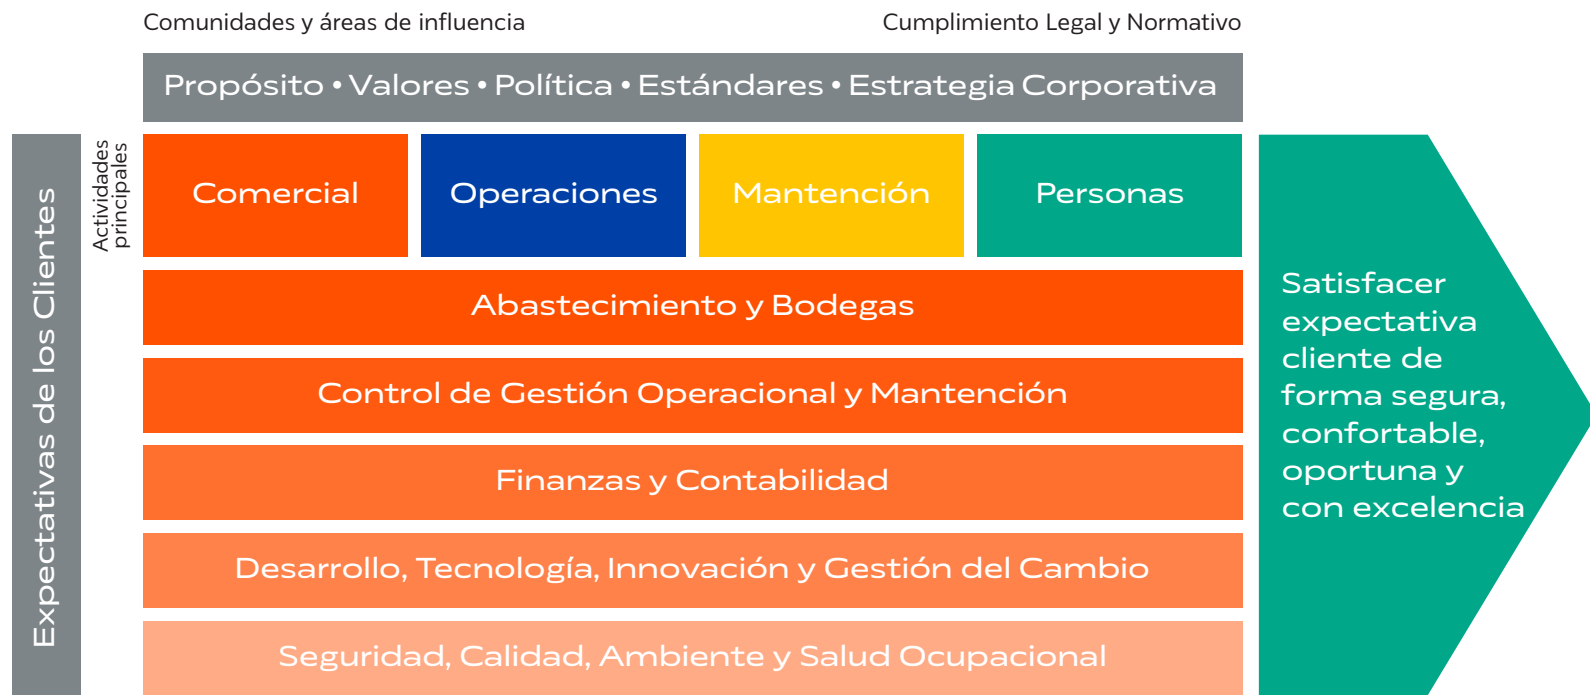 Comunidades y áreas de influencia
Cumplimiento Legal y Normativo
Propósito • Valores • Política • Estándares • Estrategia Corporativa
Expectativas de los Clientes
Actividades
principales
Comercial
Operaciones
Mantención
Personas
Abastecimiento y Bodegas
Control de Gestión Operacional y Mantención
Finanzas y Contabilidad
Desarrollo, Tecnología, Innovación y Gestión del Cambio
Seguridad, Calidad, Ambiente y Salud Ocupacional
Satisfacer
expectativa
cliente de
forma segura,
confortable,
oportuna y
con excelencia